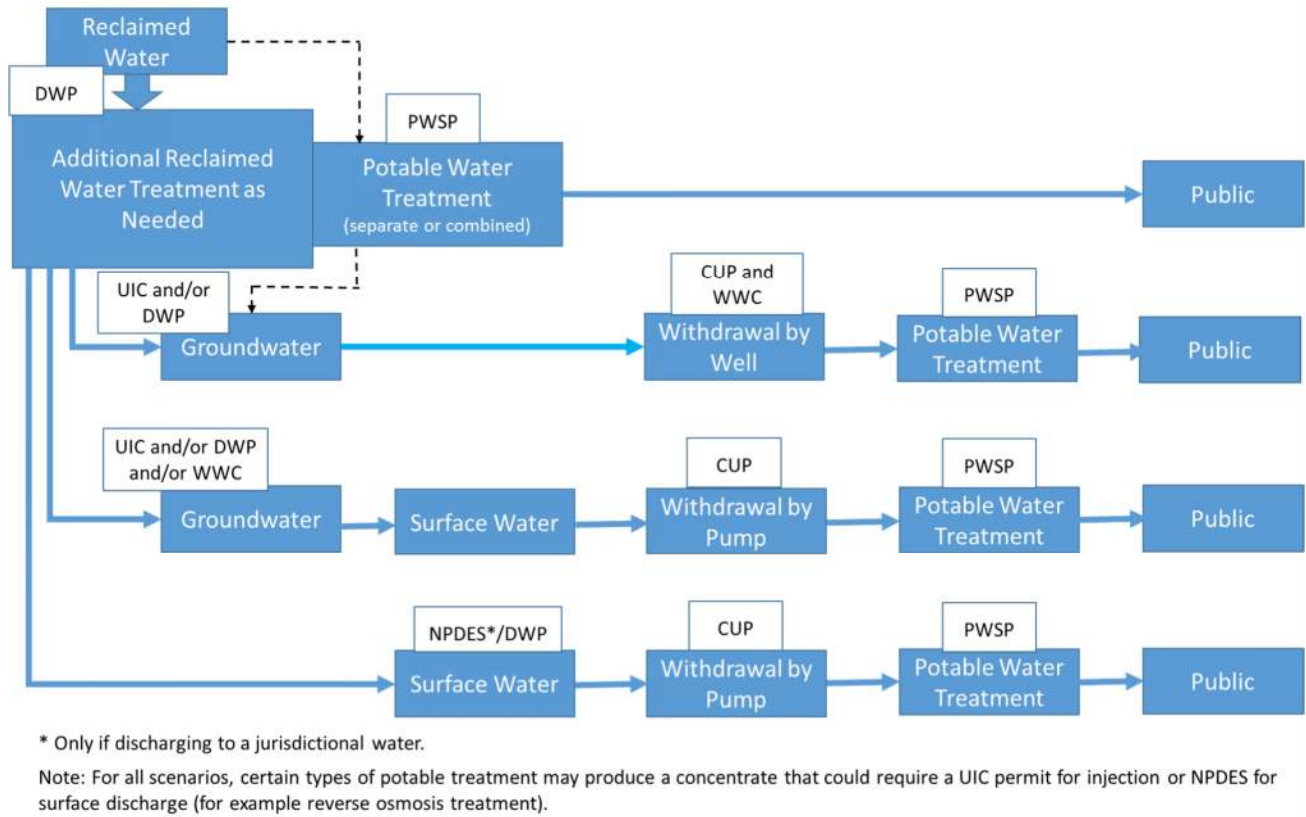 Reclaimed
Water
DWP
PWSP
Additional Reclaimed
Water Treatment as
Needed
Potable Water
Treatment
(separate or combined)
Public
UIC and/or
DWP
CUP and
WWC
PWSP
Groundwater
Withdrawal by
Well
Potable Water
Treatment
Public
UIC and/or DWP
and/or WWC
CUP
PWSP
Groundwater
Surface Water
Withdrawal by
Pump
Potable Water
Treatment
Public
NPDES*/DWP
CUP
PWSP
Surface Water
Withdrawal by
Pump
Potable Water
Treatment
Public
* Only if discharging to a jurisdictional water.
Note: For all scenarios, certain types of potable treatment may produce a concentrate that could require a UIC permit for injection or NPDES for
surface discharge (for example reverse osmosis treatment).